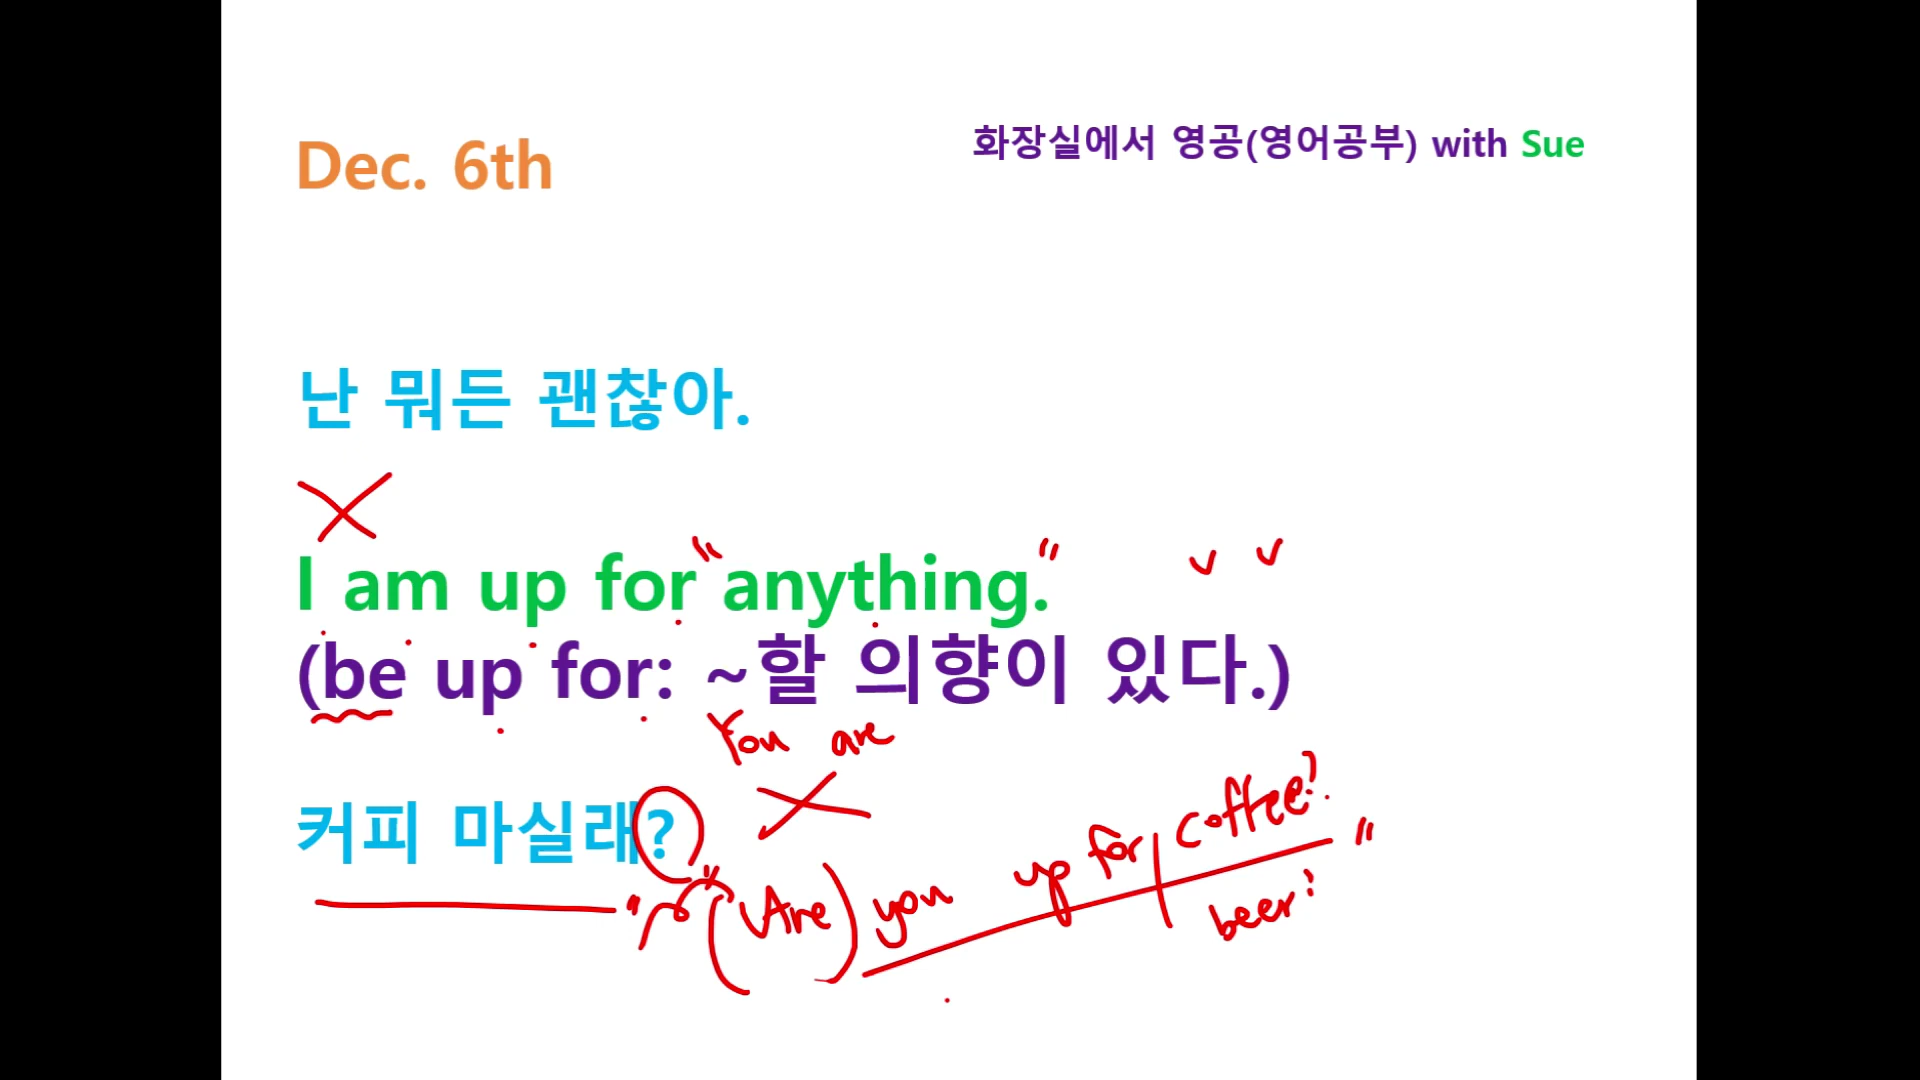 Dec. 6th
화장실에서 영공(영어공부) with Sue
난 뭐든 괜찮아.
I am up for "anything."
(be up for: ~할 의향이 있다.)
You are
커피 마실래?
(Are) you up for coffee?
beer?